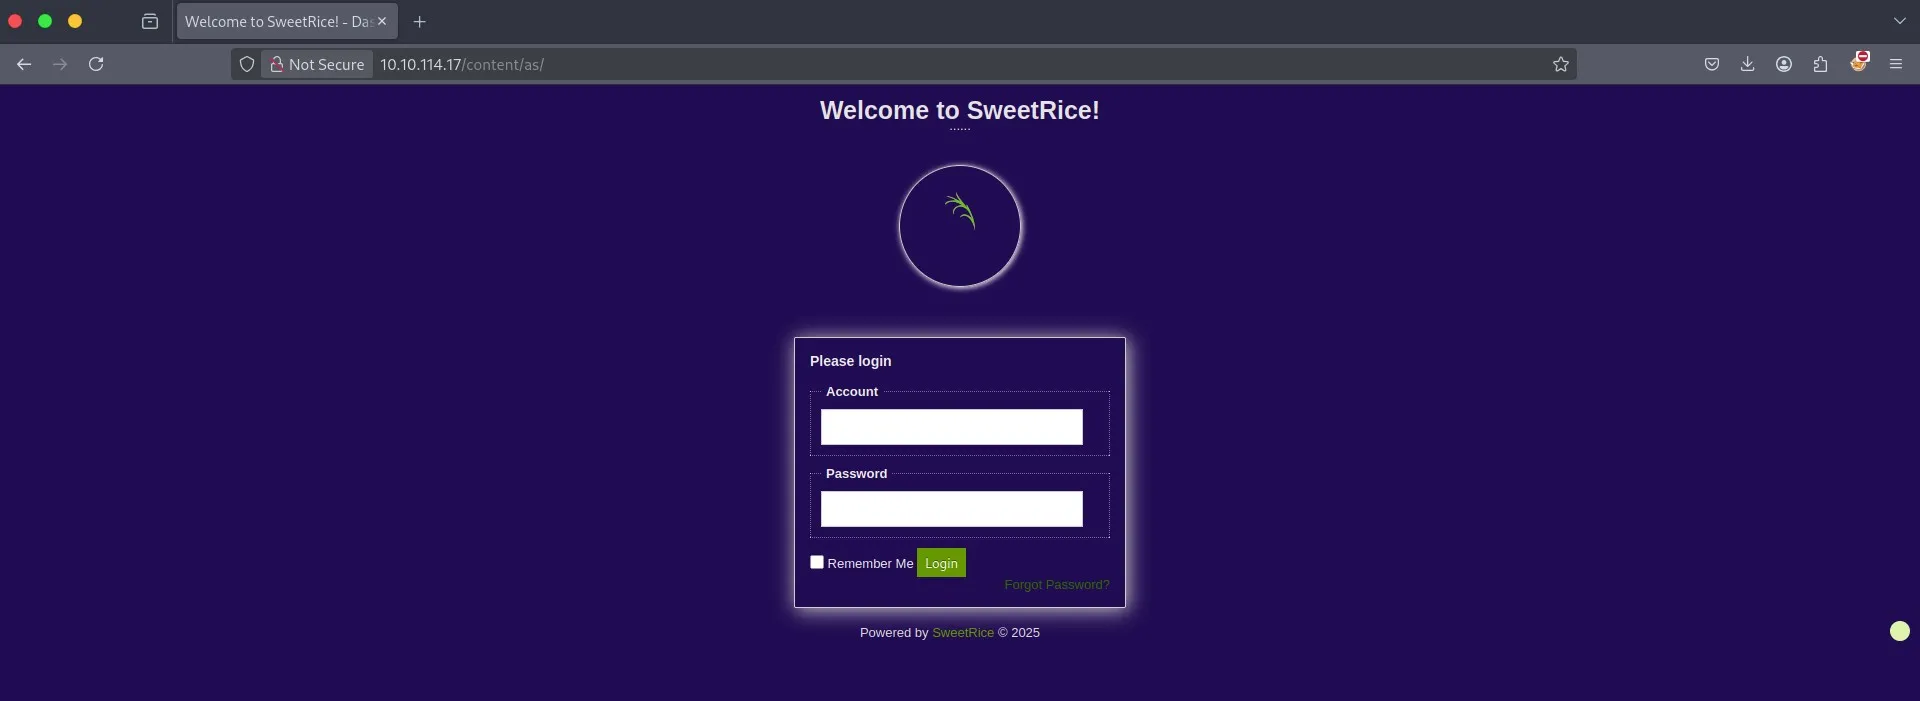 Welcome to SweetRice! - Das
Not Secure 10.10.114.17/content/as/
Welcome to SweetRice!
......
Please login
Account
Password
Remember Me Login
Forgot Password?
Powered by SweetRice © 2025